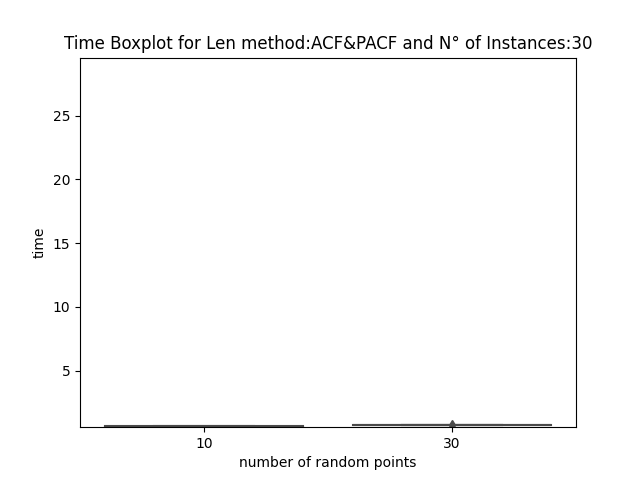 Time Boxplot for Len method:ACF&PACF and N° of Instances:30
25
20
15
10
5
time
10 30
number of random points